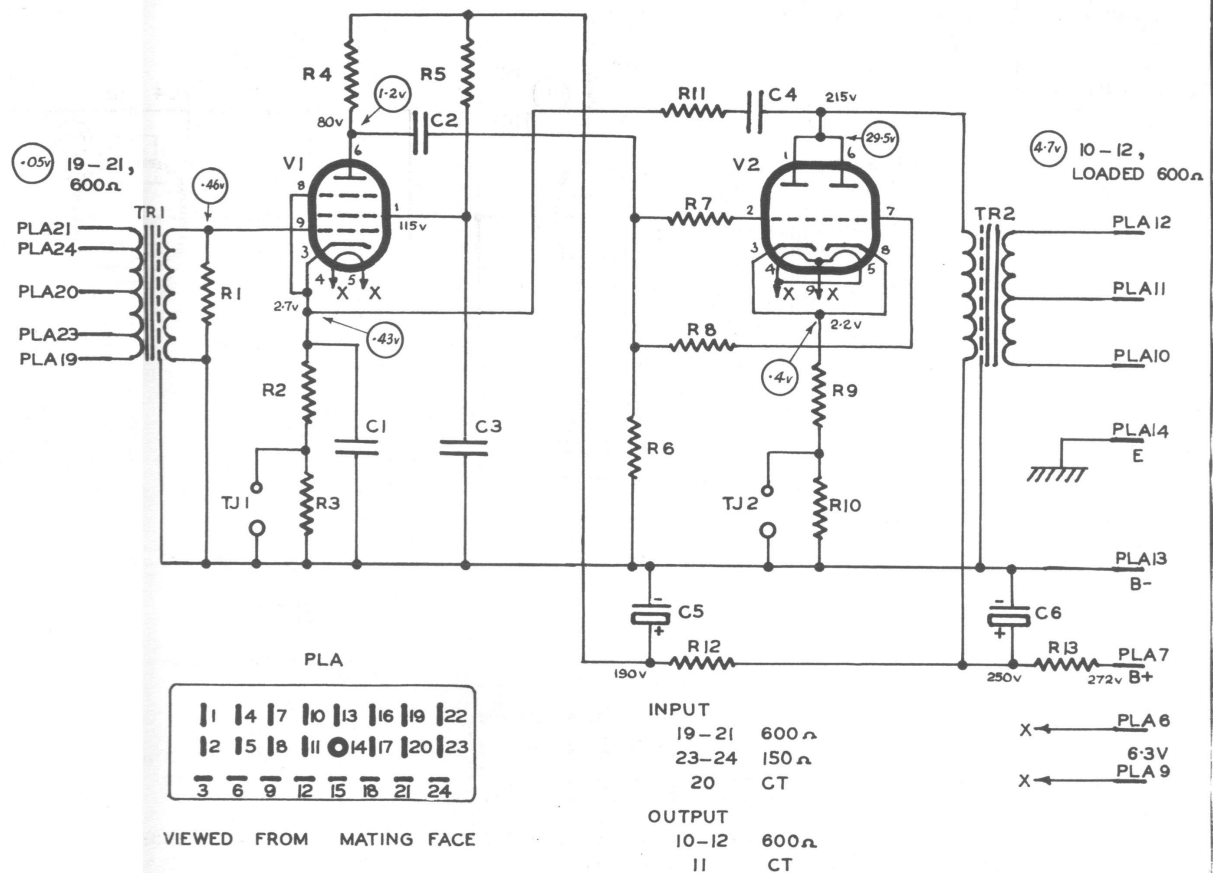 R4
R5
1·2v
80v
C2
6
R11
C4
215v
1
6
29·5v
V2
4·7v
10-12,
LOADED 600Ω
·05v
19-21,
600Ω
V1
·46v
8
9
3
1
115v
4
5
X
X
TR1
PLA21
PLA24
PLA20
PLA23
PLA19
R1
2·7v
·43v
R2
C1
C3
TJ1
R3
R7
2
7
3
8
4
9
5
X
X
2·2v
R8
·4v
R9
R6
TJ2
R10
TR2
PLA12
PLA11
PLA10
PLA14
E
PLA13
B-
-
C5
+
-
C6
+
190v
R12
250v
R13
272v
PLA7
B+
X
PLA6
6·3V
X
PLA9
PLA
1 4 7 10 13 16 19 22
2 5 8 11 14 17 20 23
3 6 9 12 15 18 21 24
VIEWED FROM MATING FACE
INPUT
19-21 600Ω
23-24 150Ω
20 CT
OUTPUT
10-12 600Ω
11 CT